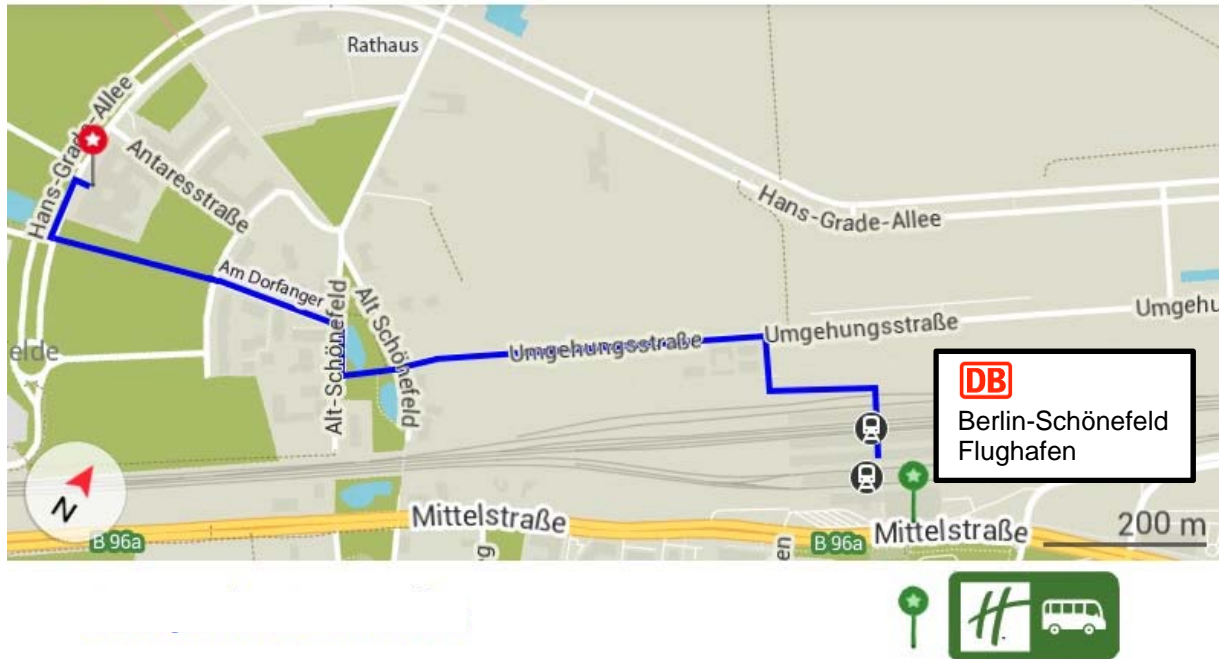 Rathaus
Hans-Grade-Allee
Antaresstraße
Hans-Grade-Allee
Am Dorfanger
Alt-Schönefeld
Alt Schönefeld
Umgehungsstraße
Umgehungsstraße
Umgehu
elde
DB
Berlin-Schönefeld
Flughafen
N
Mittelstraße
Mittelstraße
200 m
B 96a
B 96a
en
H